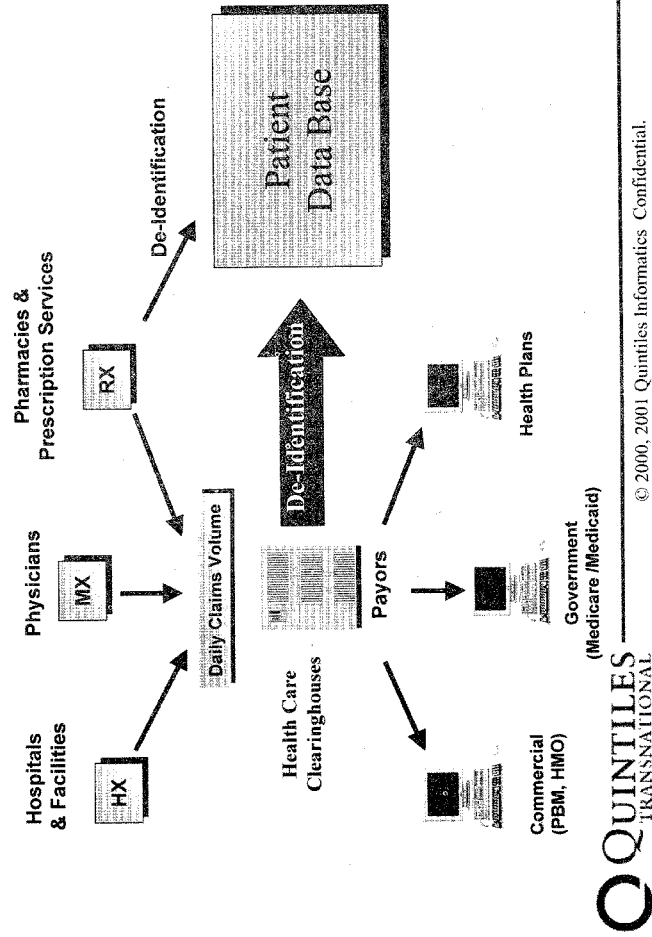 Hospitals
& Facilities
Physicians
Pharmacies &
Prescription Services
HX
MX
RX
De-Identification
Daily Claims Volume
Health Care
Clearinghouses
De-Identification
Patient
Data Base
Payors
Commercial
(PBM, HMO)
Government
(Medicare /Medicaid)
Health Plans
QUINTILES
TRANSNATIONAL
© 2000, 2001 Quintiles Informatics Confidential.